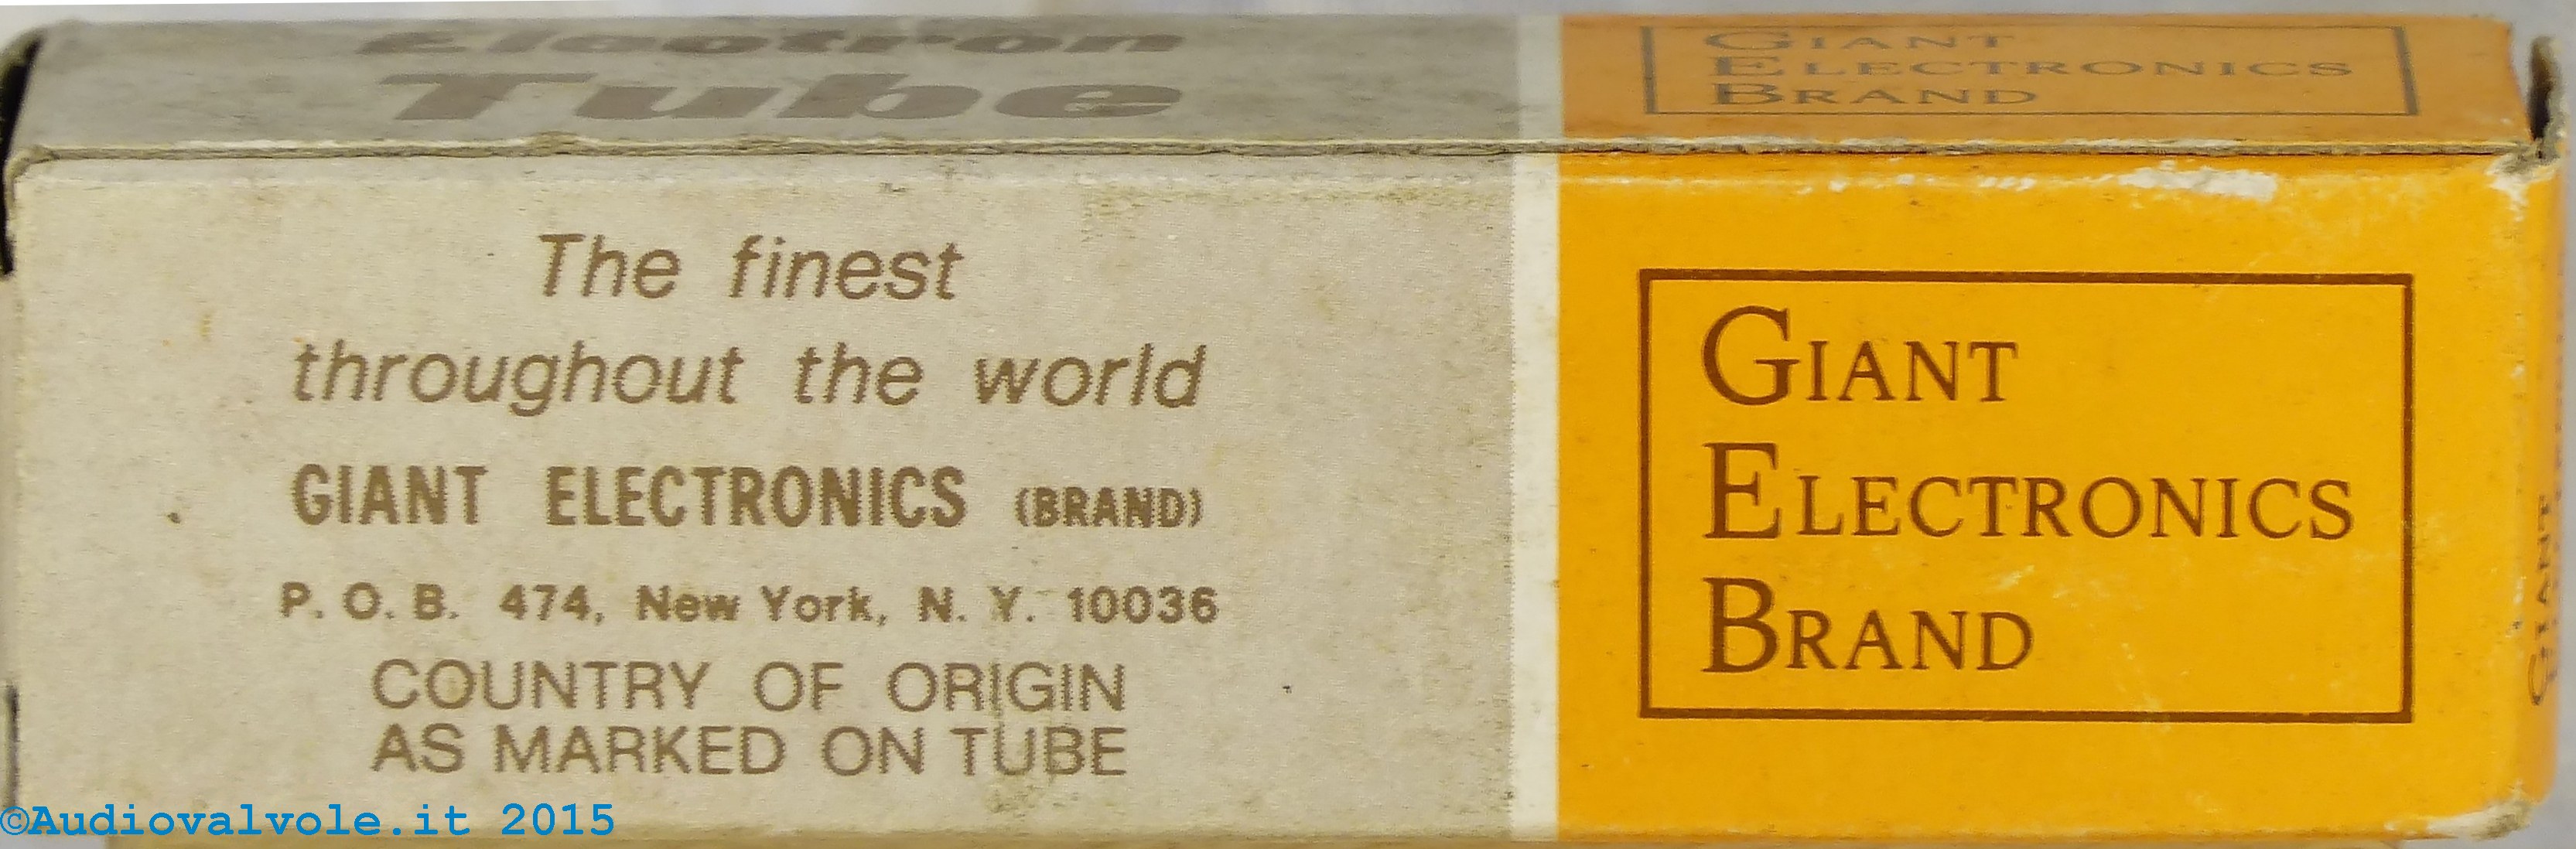 Electron
Tube
GIANT
ELECTRONICS
BRAND
The finest
throughout the world
GIANT ELECTRONICS (BRAND)
P. O. B. 474, New York, N. Y. 10036
COUNTRY OF ORIGIN
AS MARKED ON TUBE
GIANT
ELECTRONICS
BRAND
GIANT
©Audiovalvole.it 2015